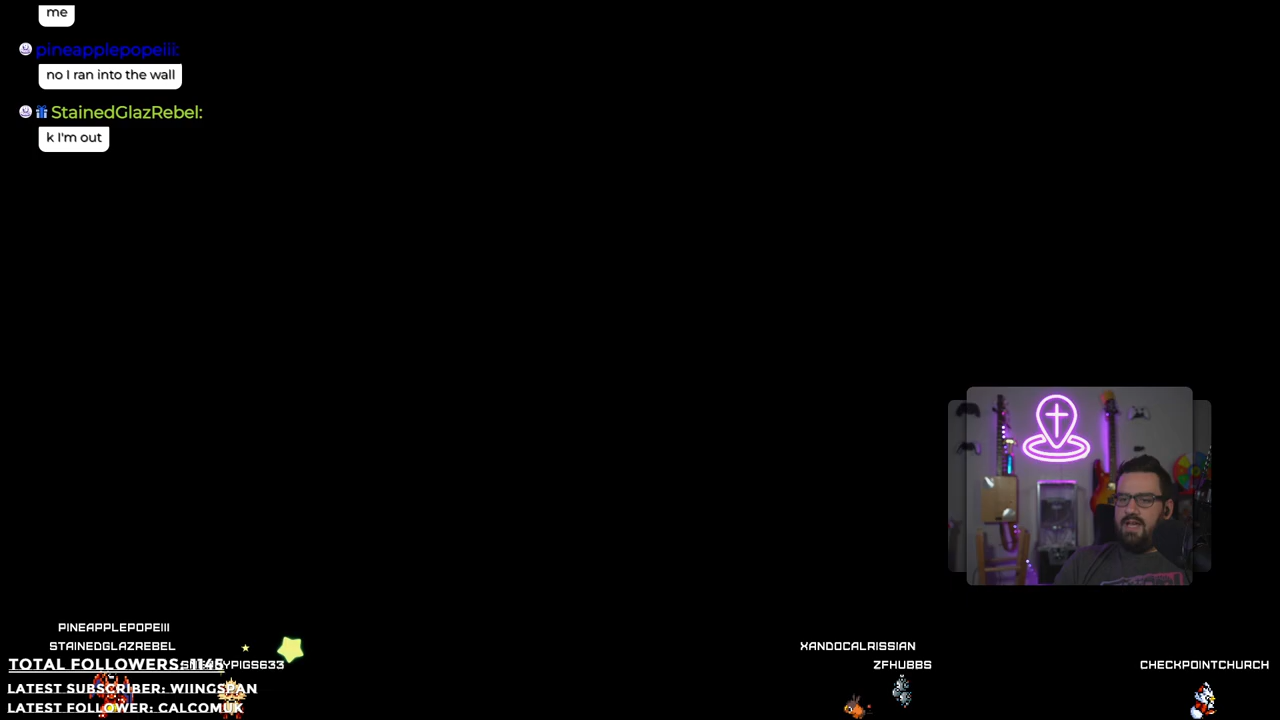 me
pineapplepopeiii:
no I ran into the wall
StainedGlazRebel:
k I'm out
PINEAPPLEPOPEIII
STAINEDGLAZREBEL
TOTAL FOLLOWERS: 1145
LATEST SUBSCRIBER: WIINGSPAN
LATEST FOLLOWER: CALCOMUK
XANDOCALRISSIAN
ZFHUBBS
CHECKPOINTCHURCH